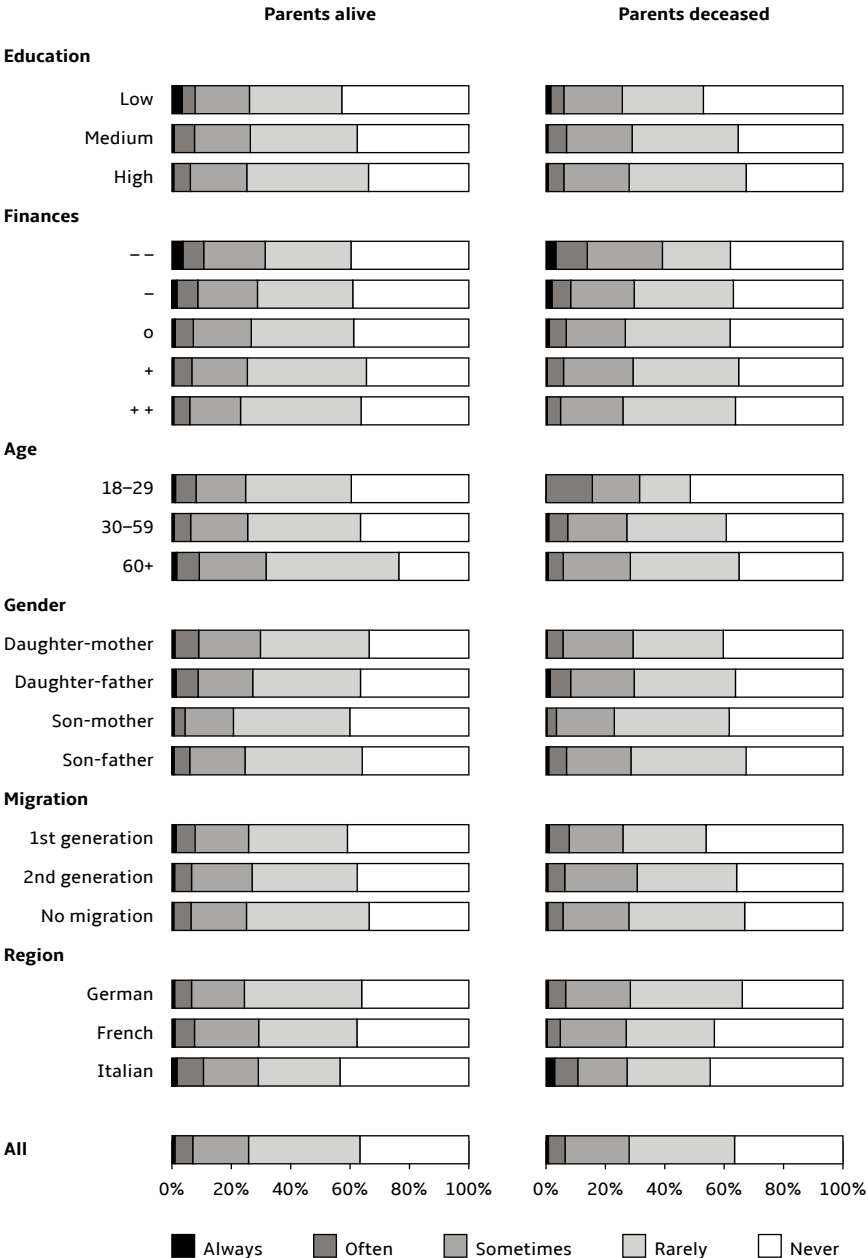 Parents alive Parents deceased
Education
Low
Medium
High
Finances
– –
–
o
+
+ +
Age
18–29
30–59
60+
Gender
Daughter-mother
Daughter-father
Son-mother
Son-father
Migration
1st generation
2nd generation
No migration
Region
German
French
Italian
All
0% 20% 40% 60% 80% 100% 0% 20% 40% 60% 80% 100%
Always Often Sometimes Rarely Never